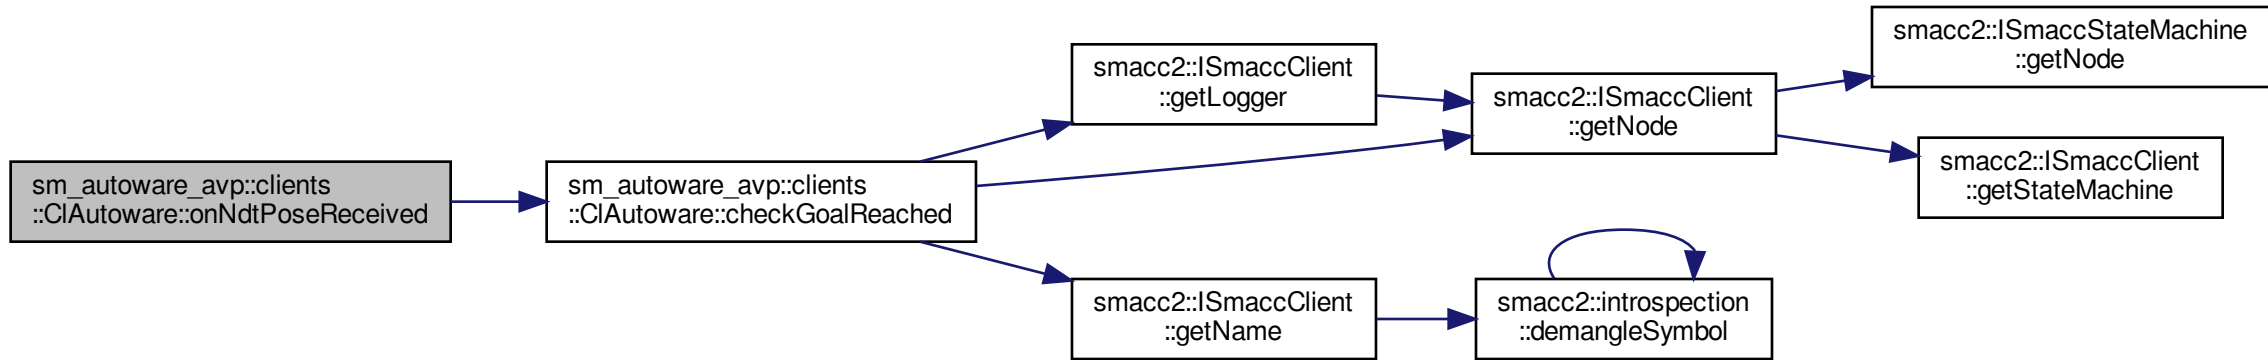 sm_autoware_avp::clients
::ClAutoware::onNdtPoseReceived
sm_autoware_avp::clients
::ClAutoware::checkGoalReached
smacc2::ISmaccClient
::getLogger
smacc2::ISmaccClient
::getNode
smacc2::ISmaccStateMachine
::getNode
smacc2::ISmaccClient
::getStateMachine
smacc2::ISmaccClient
::getName
smacc2::introspection
::demangleSymbol